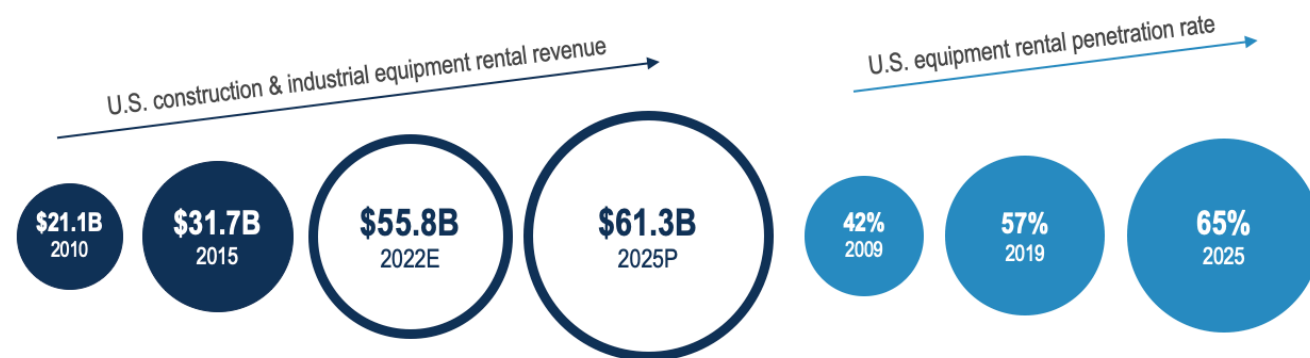 U.S. construction & industrial equipment rental revenue
$21.1B
2010
$31.7B
2015
$55.8B
2022E
$61.3B
2025P
U.S. equipment rental penetration rate
42%
2009
57%
2019
65%
2025